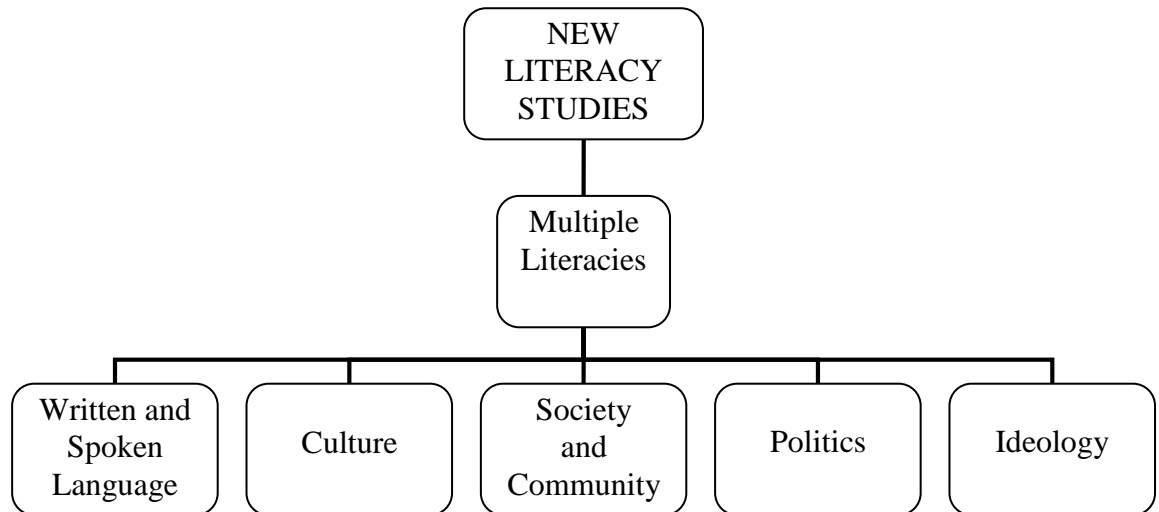 NEW
LITERACY
STUDIES
Multiple
Literacies
Written and
Spoken
Language
Culture
Society
and
Community
Politics
Ideology